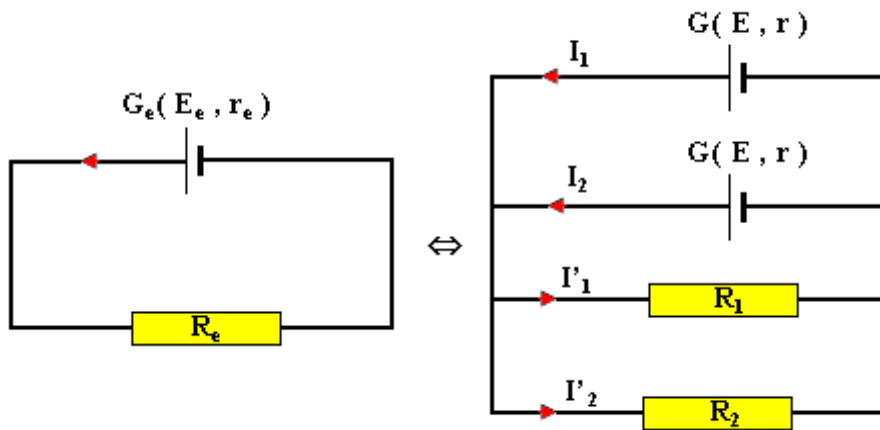 Gₑ( Eₑ , rₑ )
Rₑ
⇔
G( E , r )
I₁
G( E , r )
I₂
I'₁
R₁
I'₂
R₂